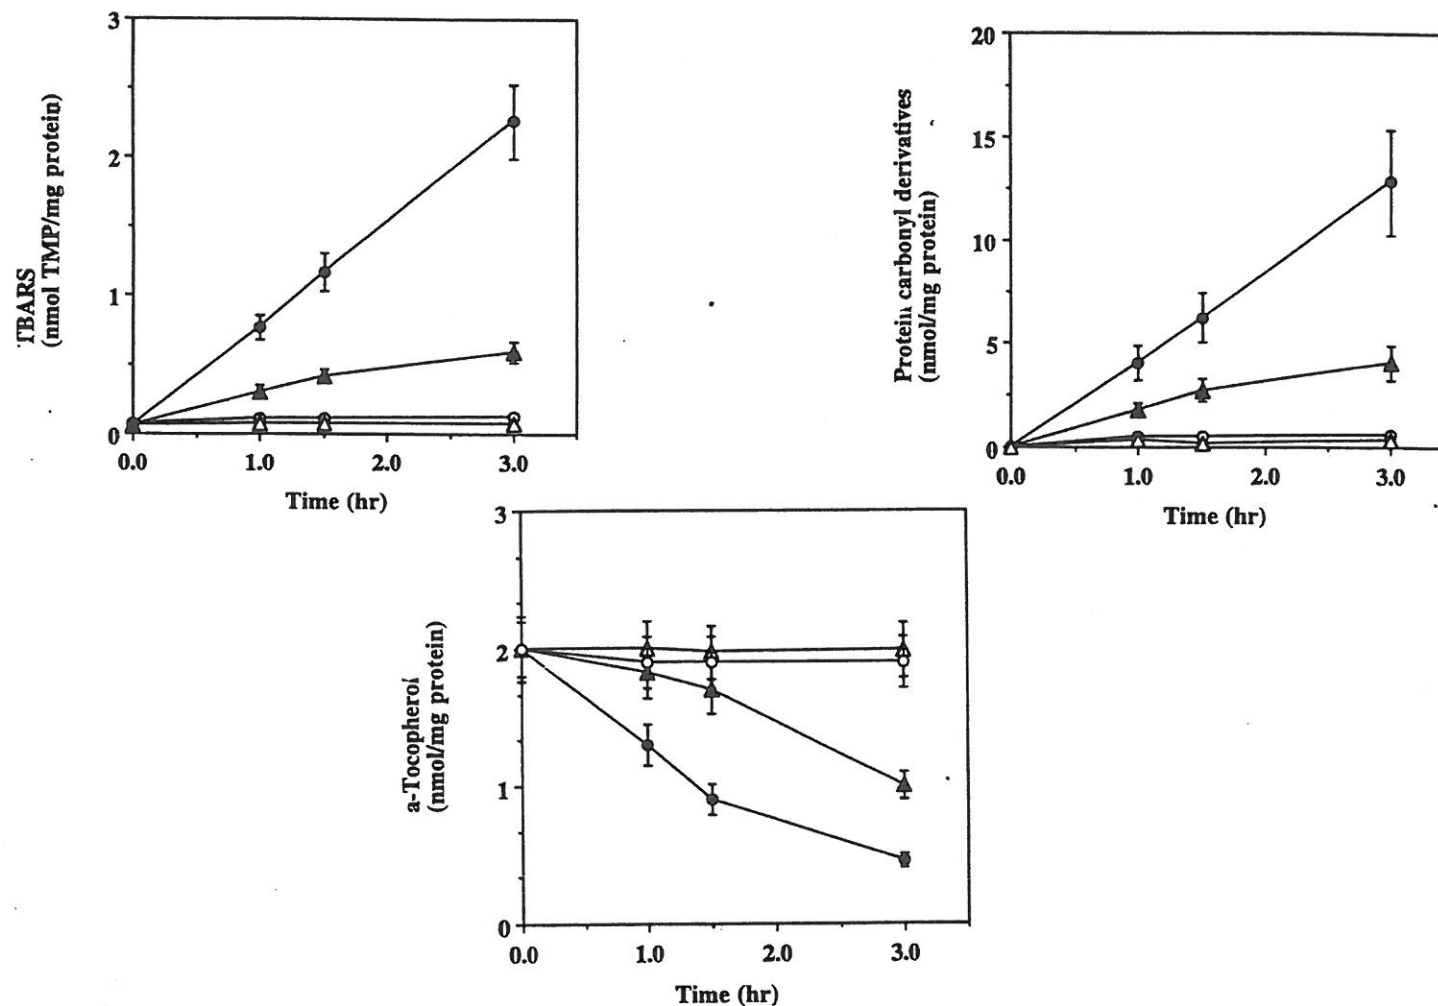 3
2
1
0
TBARS
(nmol TMP/mg protein)
0.0 1.0 2.0 3.0
Time (hr)
20
15
10
5
0
Protein carbonyl derivatives
(nmol/mg protein)
0.0 1.0 2.0 3.0
Time (hr)
3
2
1
0
a-Tocopherol
(nmol/mg protein)
0.0 1.0 2.0 3.0
Time (hr)